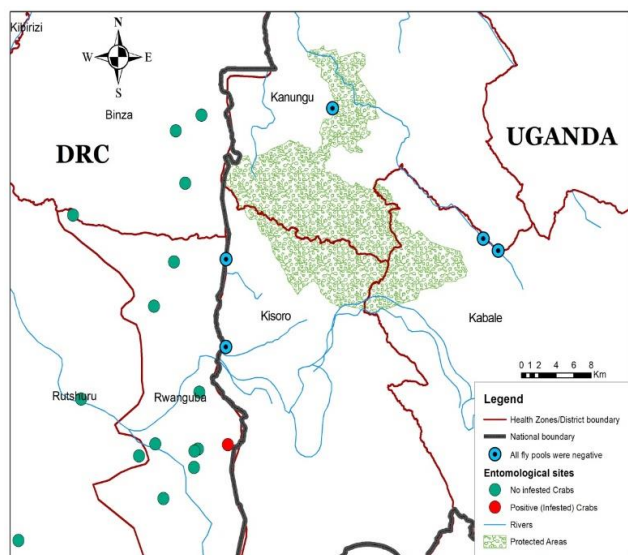 Kibirizi
N
W E
S
Binza
Kanungu
DRC
UGANDA
Kisoro
Kabale
Rutshuru
Rwanguba
0 1 2 4 6 8
Km
Legend
Health Zones/District boundary
National boundary
All fly pools were negative
Entomological sites
No infested Crabs
Positive (Infested) Crabs
Rivers
Protected Areas